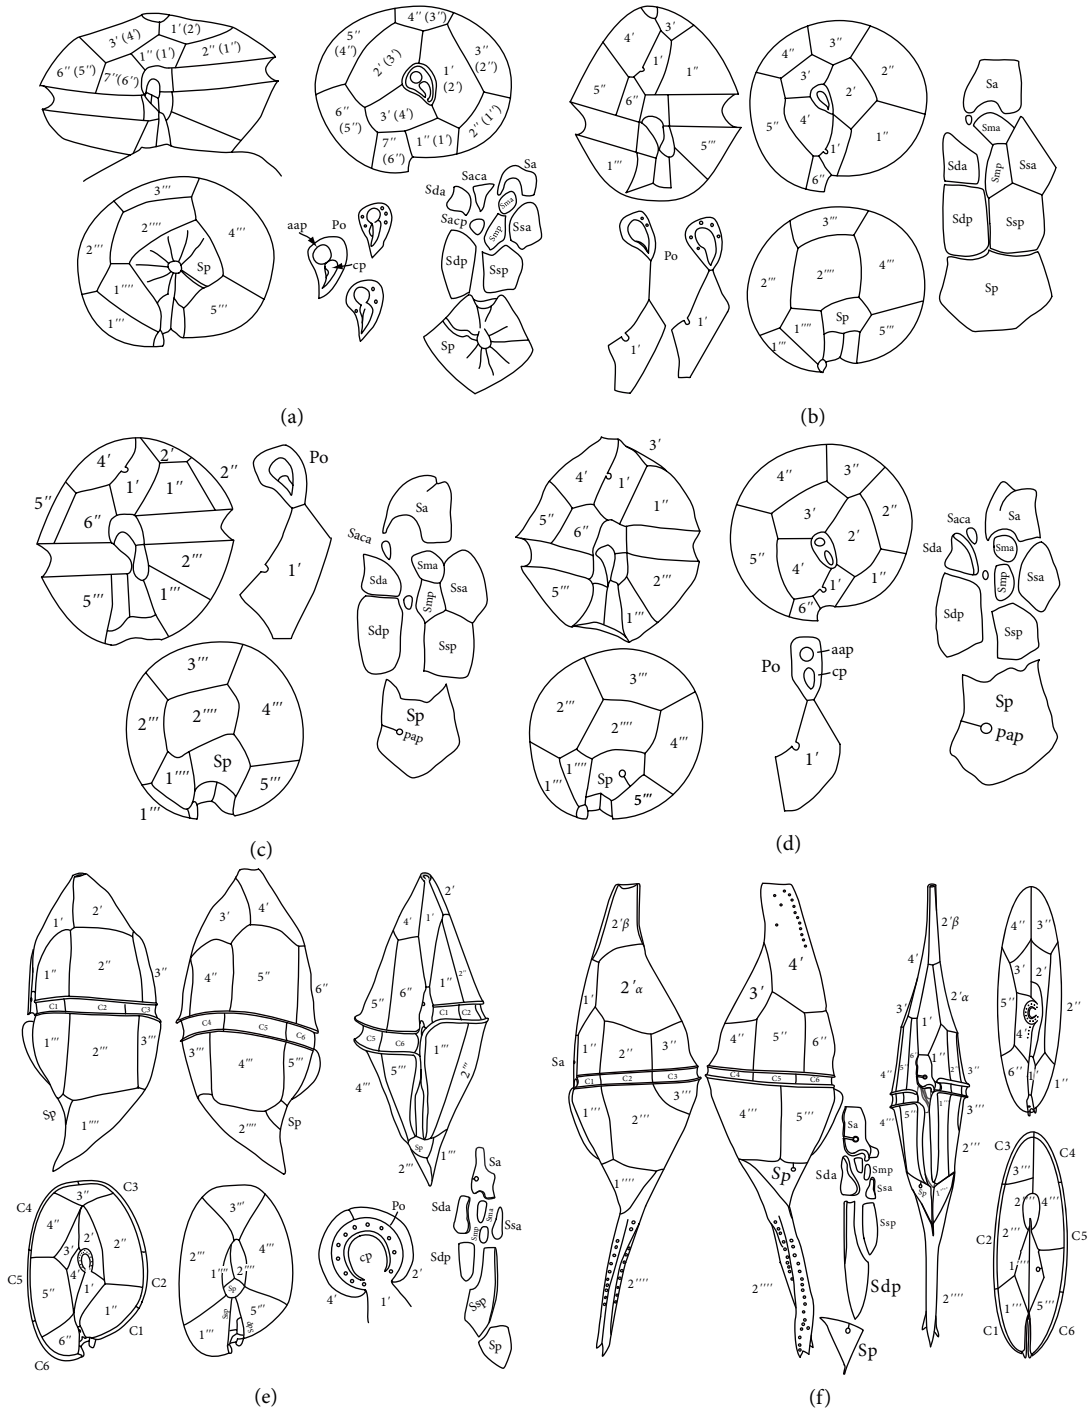 3′ (4′)
1′ (2′)
6″ (5″)
7″(6″)
1″ (1′)
2″ (1″)
4″ (3″)
5″
(4″)
2′ (3′)
3″
(2″)
1′
(2′)
6″
(5″)
3′ (4′)
7″
(6″)
1″ (1′)
2″ (1″)
3‴
2‴
2⁗
4‴
Sp
1⁗
1‴
5‴
aap
Po
cp
Sa
Saca
Sda
Sma
Sacp
Smp
Ssa
Sdp
Ssp
Sp
(a)
4′
3′
1′
1″
5″
6″
1‴
5‴
4″
3″
2″
3′
2′
4′
5″
1′
1″
6″
Po
1′
1′
3‴
2‴
2⁗
4‴
1⁗
Sp
1‴
5‴
Sa
Sma
Sda
Smp
Ssa
Sdp
Ssp
Sp
(b)
4′
2′
2″
1′
1″
5″
6″
2‴
5‴
1‴
Po
1′
Sa
Saca
Sma
Sda
Smp
Ssa
Sdp
Ssp
Sp
pap
3‴
2‴
2⁗
4‴
1⁗
Sp
1‴
5‴
(c)
3′
4′
1′
1″
5″
6″
5‴
2‴
1‴
4″
3″
3′
2″
2′
5″
4′
1′
1″
6″
Po
aap
cp
1′
3‴
2‴
2⁗
4‴
1⁗
Sp
1‴
5‴
Saca
Sa
Sda
Sma
Smp
Ssa
Sdp
Ssp
Sp
pap
(d)
1′
2′
1″
2″
3″
C1
C2
C3
1‴
2‴
3‴
Sp
1⁗
3′
4′
4″
5″
6″
C4
C5
C6
3‴
4‴
5‴
2⁗
Sp
2′
4′
1′
1″
2″
5″
6″
C5
C6
C1
C2
4‴
5‴
1‴
2‴
Sp
2‴
1‴
C3
C4
3″
4″
2′
2″
3′
C5
4′
1′
C2
5″
1″
6″
C1
C6
3‴
2‴
4‴
1⁗
2⁗
Sp
Ssp
Sdp
5‴
1‴
Po
cp
2′
4′
1′
Sa
Sda
Sma
Smp
Ssa
Sdp
Ssp
Sp
(e)
2′β
2′α
1′
Sa
1″
2″
3″
C1
C2
C3
1‴
2‴
3‴
1⁗
2⁗
4′
3′
4″
5″
6″
C4
C5
C6
4‴
5‴
Sp
2⁗
Sa
Sda
Smp
Ssa
Ssp
Sdp
Sp
2′β
4′
2′α
3″
1′
4″
5″
6″
1″
2″
3″
4‴
5‴
1‴
3‴
2‴
Sp
1⁗
2⁗
4″
3″
3′
2′
2″
5″
4′
6″
1′
1″
C3
C4
3‴
2⁗
4‴
2‴
C2
C5
1⁗
1‴
5‴
C1
C6
(f)